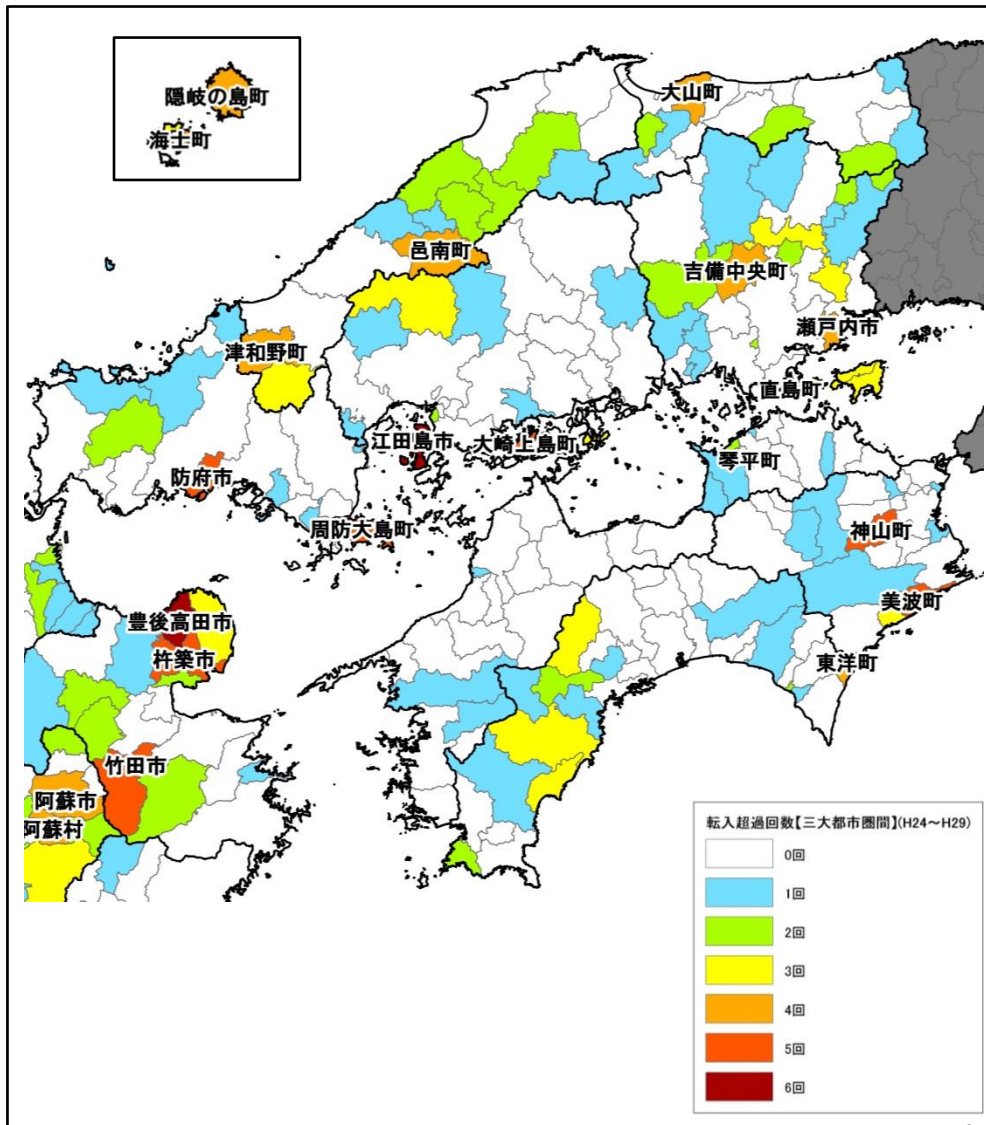 隠岐の島町
海士町
大山町
邑南町
吉備中央町
瀬戸内市
津和野町
直島町
江田島市
大崎上島町
琴平町
防府市
周防大島町
神山町
美波町
豊後高田市
杵築市
東洋町
竹田市
阿蘇市
阿蘇村
転入超過回数【三大都市圏間】(H24～H29)
0回
1回
2回
3回
4回
5回
6回